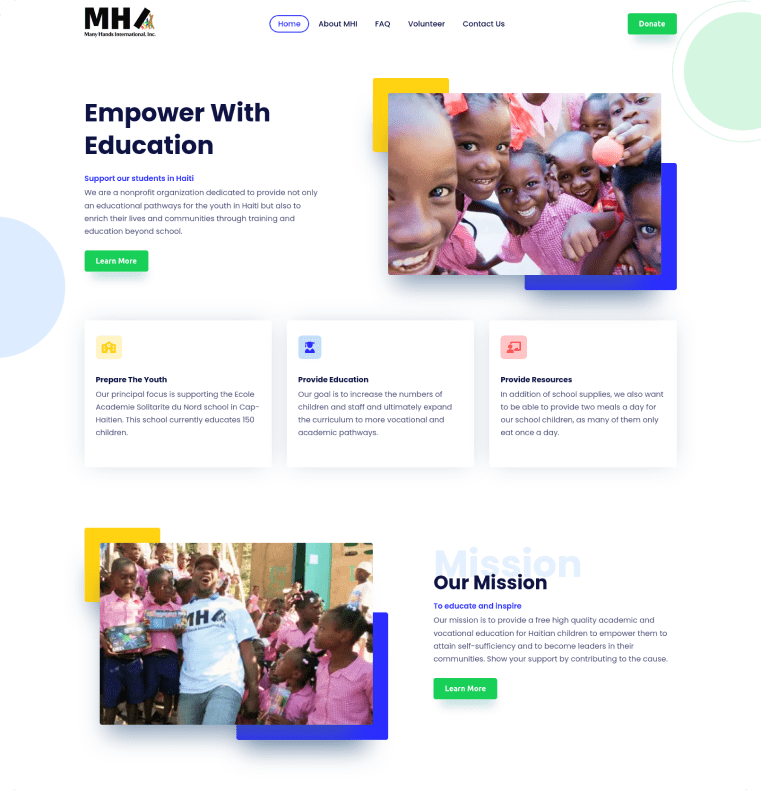 MHA
Many Hands International, Inc.
Home
About MHI
FAQ
Volunteer
Contact Us
Donate
Empower With
Education
Support our students in Haiti
We are a nonprofit organization dedicated to provide not only
an educational pathways for the youth in Haiti but also to
enrich their lives and communities through training and
education beyond school.
Learn More
Prepare The Youth
Our principal focus is supporting the Ecole
Academie Solitarite du Nord school in Cap-
Haitien. This school currently educates 150
children.
Provide Education
Our goal is to increase the numbers of
children and staff and ultimately expand
the curriculum to more vocational and
academic pathways.
Provide Resources
In addition of school supplies, we also want
to be able to provide two meals a day for
our school children, as many of them only
eat once a day.
MH
Mission
Our Mission
To educate and inspire
Our mission is to provide a free high quality academic and
vocational education for Haitian children to empower them to
attain self-sufficiency and to become leaders in their
communities. Show your support by contributing to the cause.
Learn More